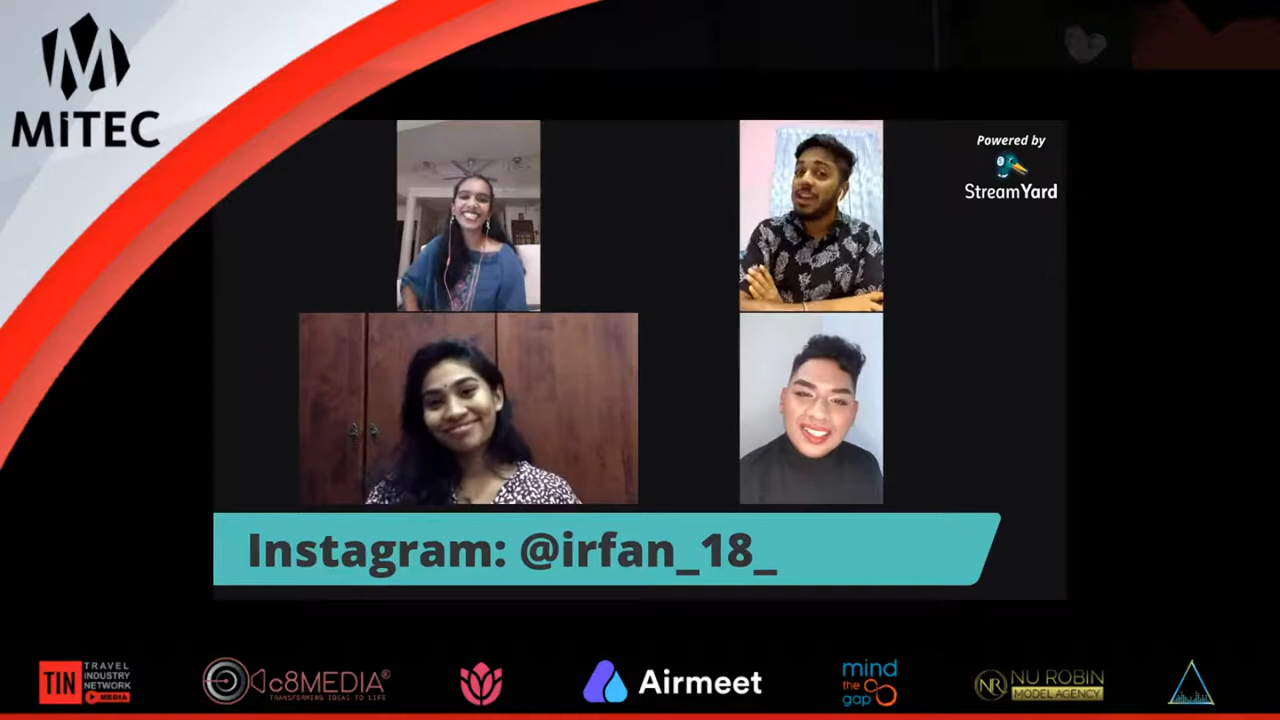 MiTEC
Powered by
StreamYard
Instagram: @irfan_18_
TIN
TRAVEL
INDUSTRY
NETWORK
MEDIA
C8MEDIA®
TRANSFORMING IDEAS TO LIFE
Airmeet
mind
the
gap
NR
NU ROBIN
MODEL AGENCY